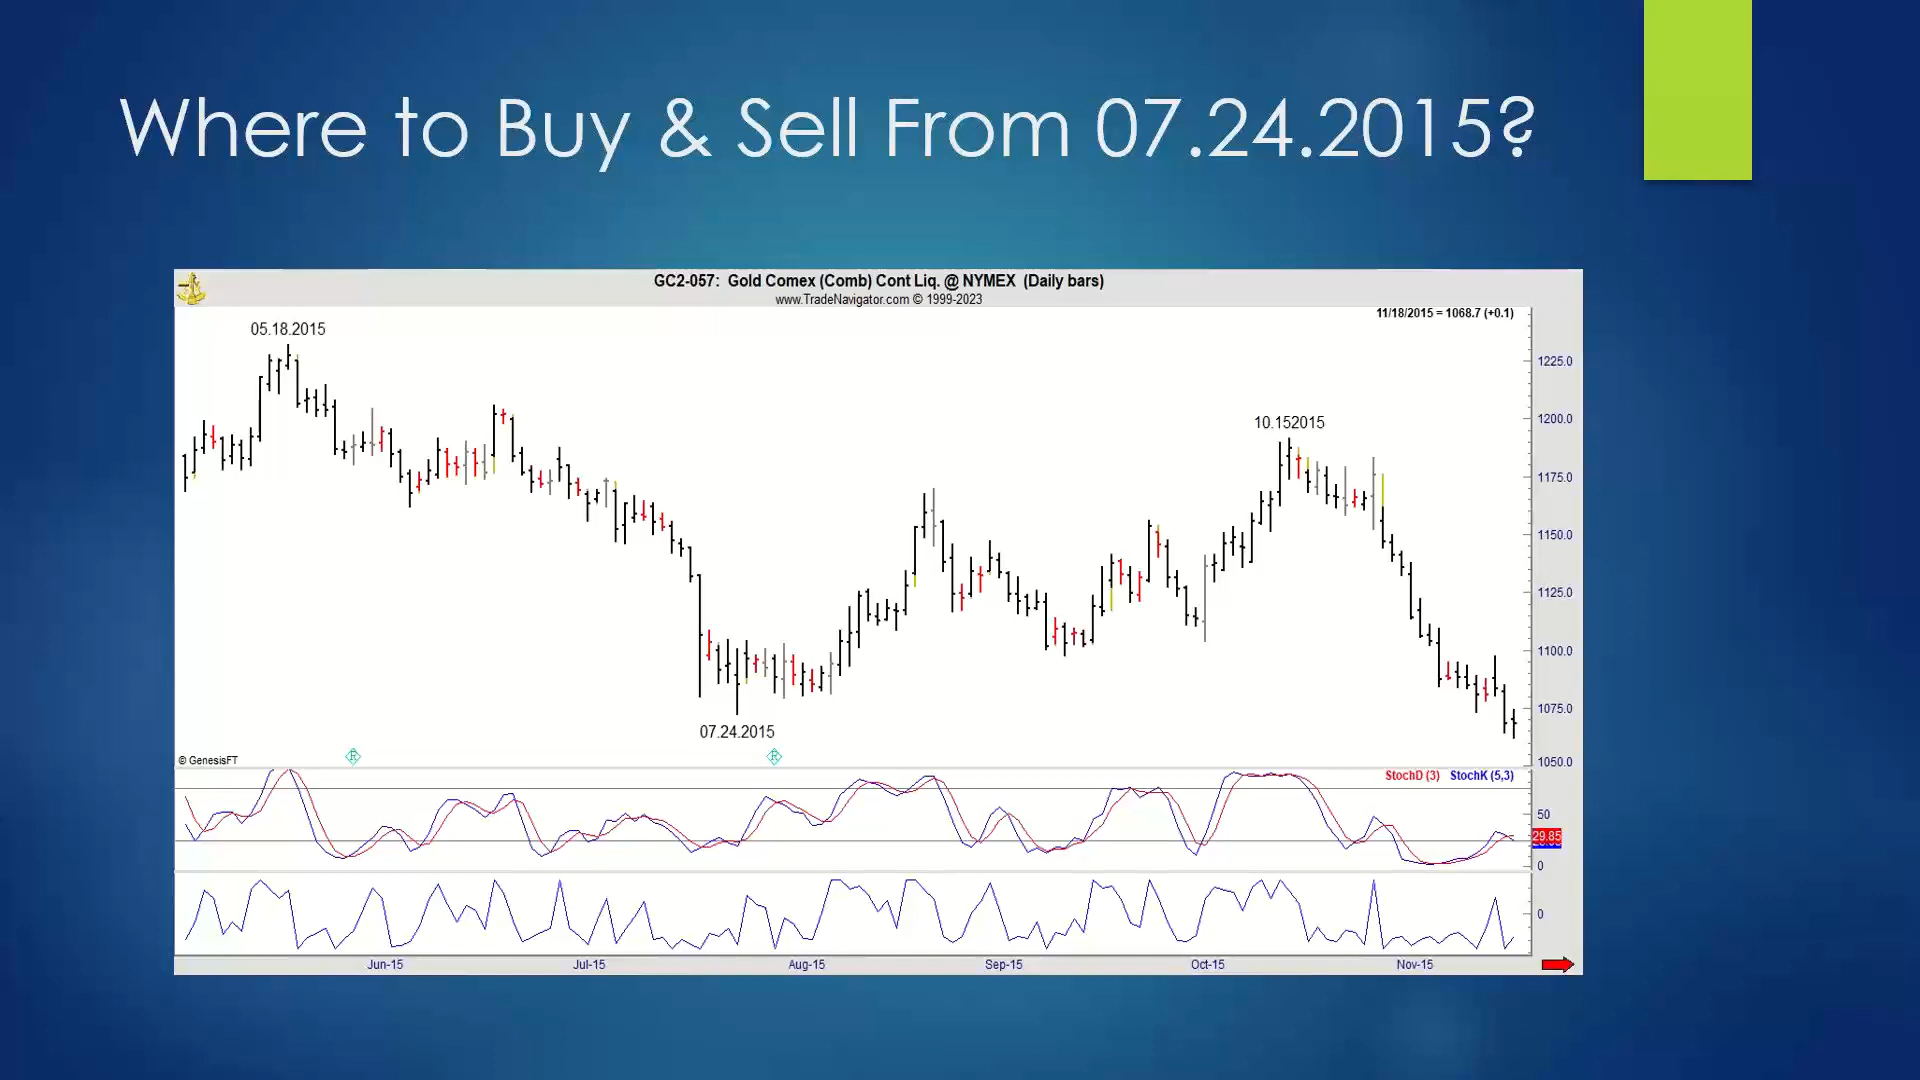 Where to Buy & Sell From 07.24.2015?
GC2-057: Gold Comex (Comb) Cont Liq. @ NYMEX (Daily bars)
www.TradeNavigator.com © 1999-2023
11/18/2015 = 1068.7 (+0.1)
05.18.2015
1225.0
10.152015
1200.0
1175.0
1150.0
1125.0
1100.0
1075.0
07.24.2015
R
R
© GenesisFT
1050.0
StochD (3) StochK (5,3)
50
29.85
0
0
Jun-15 Jul-15 Aug-15 Sep-15 Oct-15 Nov-15